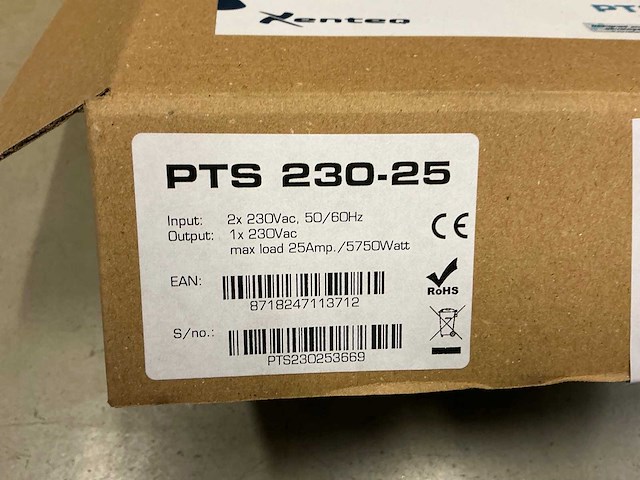 Xenteq
PTS
PTS 230-25
Input: 2x 230Vac, 50/60Hz
Output: 1x 230Vac
max load 25Amp./5750Watt
CE
EAN:
8718247113712
RoHS
S/no.:
PTS230253669